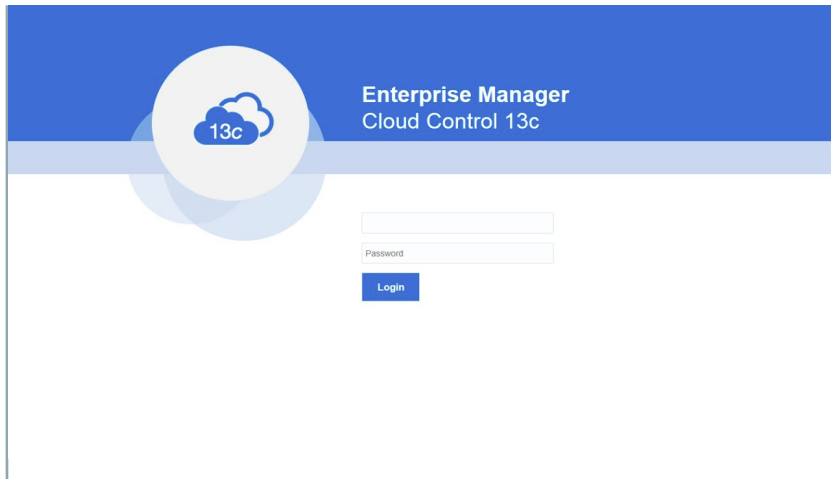 13c
Enterprise Manager
Cloud Control 13c
Password
Login